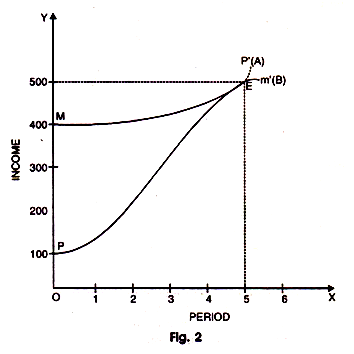 Y
P'(A)
500
E
m'(B)
M
400
INCOME
300
200
P
100
O 1 2 3 4 5 6 X
PERIOD
Fig. 2